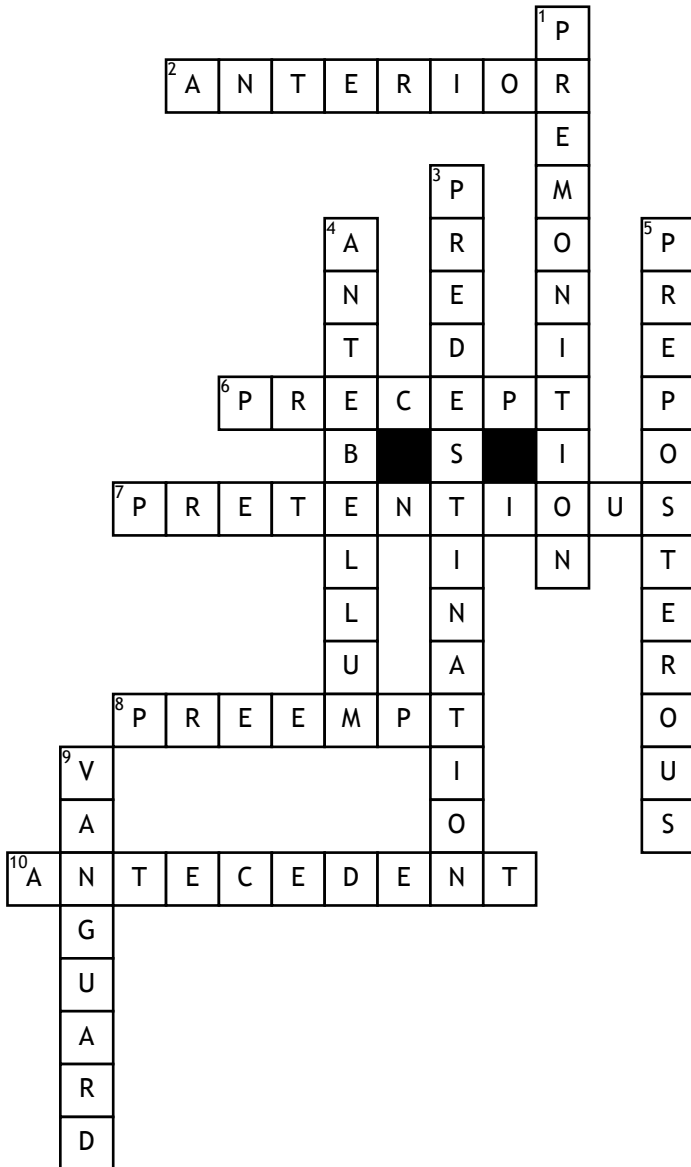 1 P
2 A N T E R I O R
E
3 P M
4 A R O 5 P
N E N R
T D I E
6 P R E C E P T P
B S I O
7 P R E T E N T I O U S
L I N T
L N E
U A R
8 P R E E M P T O
9 V I U
A O S
10 A N T E C E D E N T
G
U
A
R
D